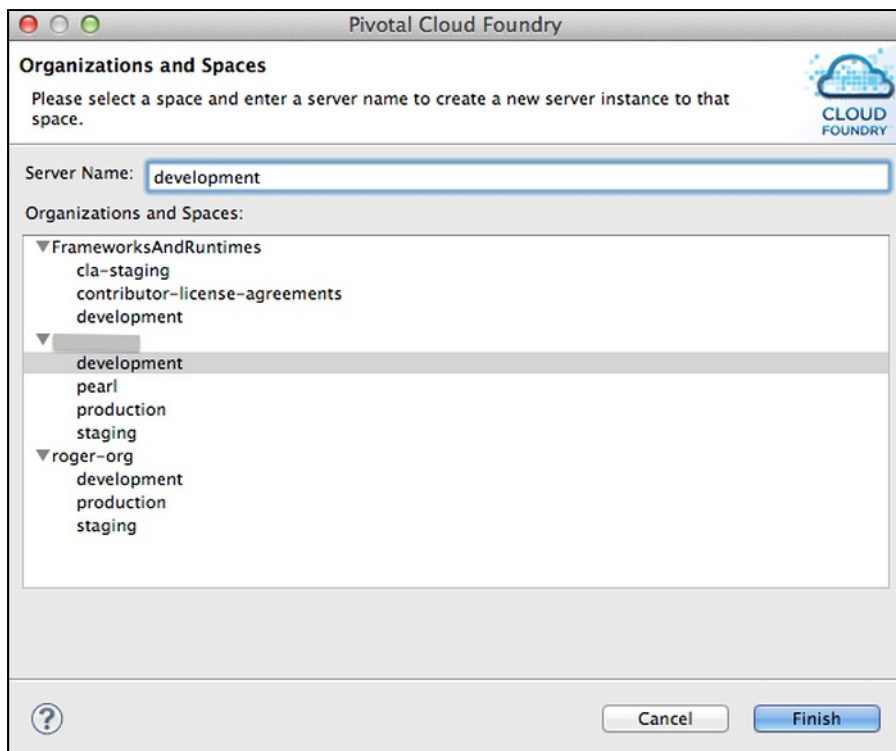 Pivotal Cloud Foundry
Organizations and Spaces
Please select a space and enter a server name to create a new server instance to that
space.
CLOUD
FOUNDRY
Server Name: development
Organizations and Spaces:
FrameworksAndRuntimes
cla-staging
contributor-license-agreements
development
development
pearl
production
staging
roger-org
development
production
staging
?
Cancel
Finish